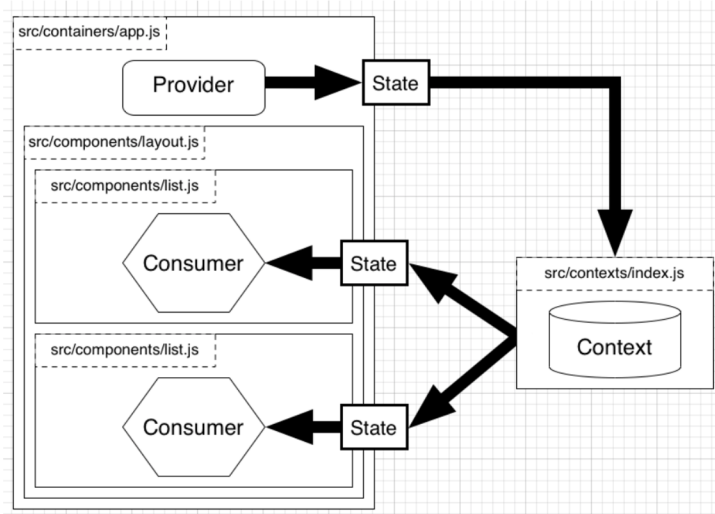 src/containers/app.js
Provider
State
src/components/layout.js
src/components/list.js
Consumer
State
src/contexts/index.js
Context
src/components/list.js
Consumer
State